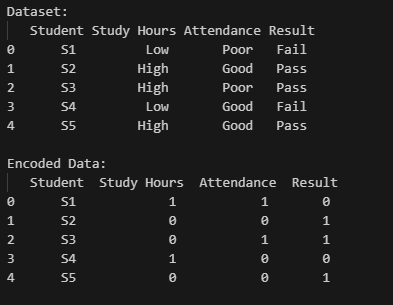 Dataset:
Student Study Hours Attendance Result
0 S1 Low Poor Fail
1 S2 High Good Pass
2 S3 High Poor Pass
3 S4 Low Good Fail
4 S5 High Good Pass
Encoded Data:
Student Study Hours Attendance Result
0 S1 1 1 0
1 S2 0 0 1
2 S3 0 1 1
3 S4 1 0 0
4 S5 0 0 1